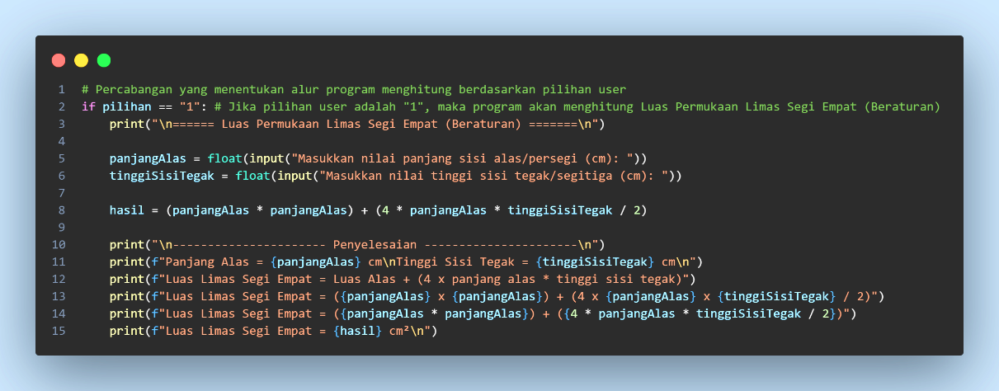 1 # Percabangan yang menentukan alur program menghitung berdasarkan pilihan user
2 if pilihan == "1": # Jika pilihan user adalah "1", maka program akan menghitung Luas Permukaan Limas Segi Empat (Beraturan)
3     print("\n====== Luas Permukaan Limas Segi Empat (Beraturan) =======\n")
4
5     panjangAlas = float(input("Masukkan nilai panjang sisi alas/persegi (cm): "))
6     tinggiSisiTegak = float(input("Masukkan nilai tinggi sisi tegak/segitiga (cm): "))
7
8     hasil = (panjangAlas * panjangAlas) + (4 * panjangAlas * tinggiSisiTegak / 2)
9
10     print("\n---------------------- Penyelesaian ----------------------\n")
11     print(f"Panjang Alas = {panjangAlas} cm\nTinggi Sisi Tegak = {tinggiSisiTegak} cm\n")
12     print(f"Luas Limas Segi Empat = Luas Alas + (4 x panjang alas * tinggi sisi tegak)")
13     print(f"Luas Limas Segi Empat = ({panjangAlas} x {panjangAlas}) + (4 x {panjangAlas} x {tinggiSisiTegak} / 2)")
14     print(f"Luas Limas Segi Empat = ({panjangAlas * panjangAlas}) + ({4 * panjangAlas * tinggiSisiTegak / 2})")
15     print(f"Luas Limas Segi Empat = {hasil} cm²\n")